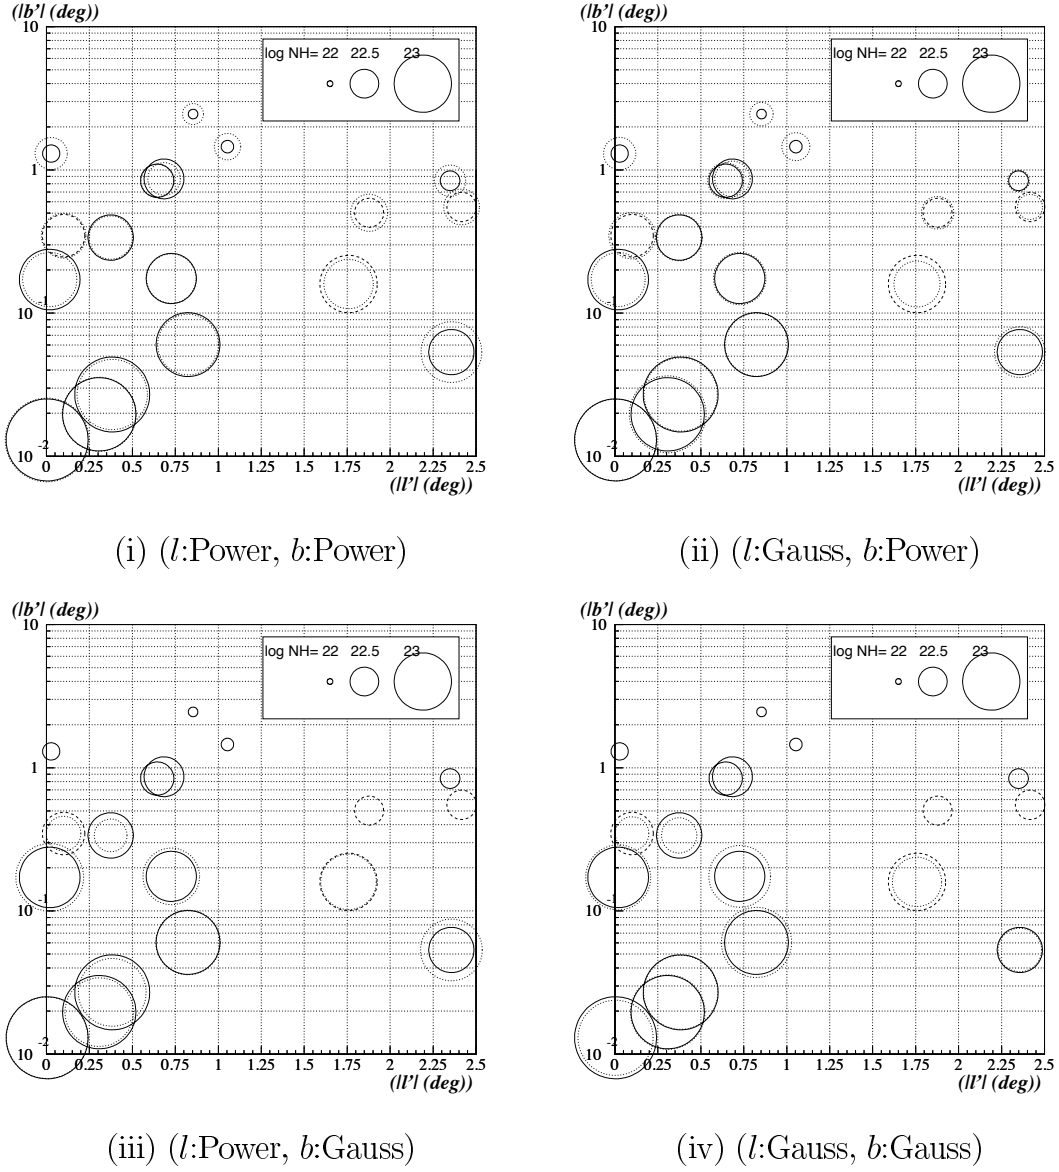 (|b'| (deg))
10
log NH= 22 22.5 23
1
10 -1
10 -2
0 0.25 0.5 0.75 1 1.25 1.5 1.75 2 2.25 2.5
(|l'| (deg))
(i) (l:Power, b:Power)
(|b'| (deg))
10
log NH= 22 22.5 23
1
10 -1
10 -2
0 0.25 0.5 0.75 1 1.25 1.5 1.75 2 2.25 2.5
(|l'| (deg))
(ii) (l:Gauss, b:Power)
(|b'| (deg))
10
log NH= 22 22.5 23
1
10 -1
10 -2
0 0.25 0.5 0.75 1 1.25 1.5 1.75 2 2.25 2.5
(|l'| (deg))
(iii) (l:Power, b:Gauss)
(|b'| (deg))
10
log NH= 22 22.5 23
1
10 -1
10 -2
0 0.25 0.5 0.75 1 1.25 1.5 1.75 2 2.25 2.5
(|l'| (deg))
(iv) (l:Gauss, b:Gauss)